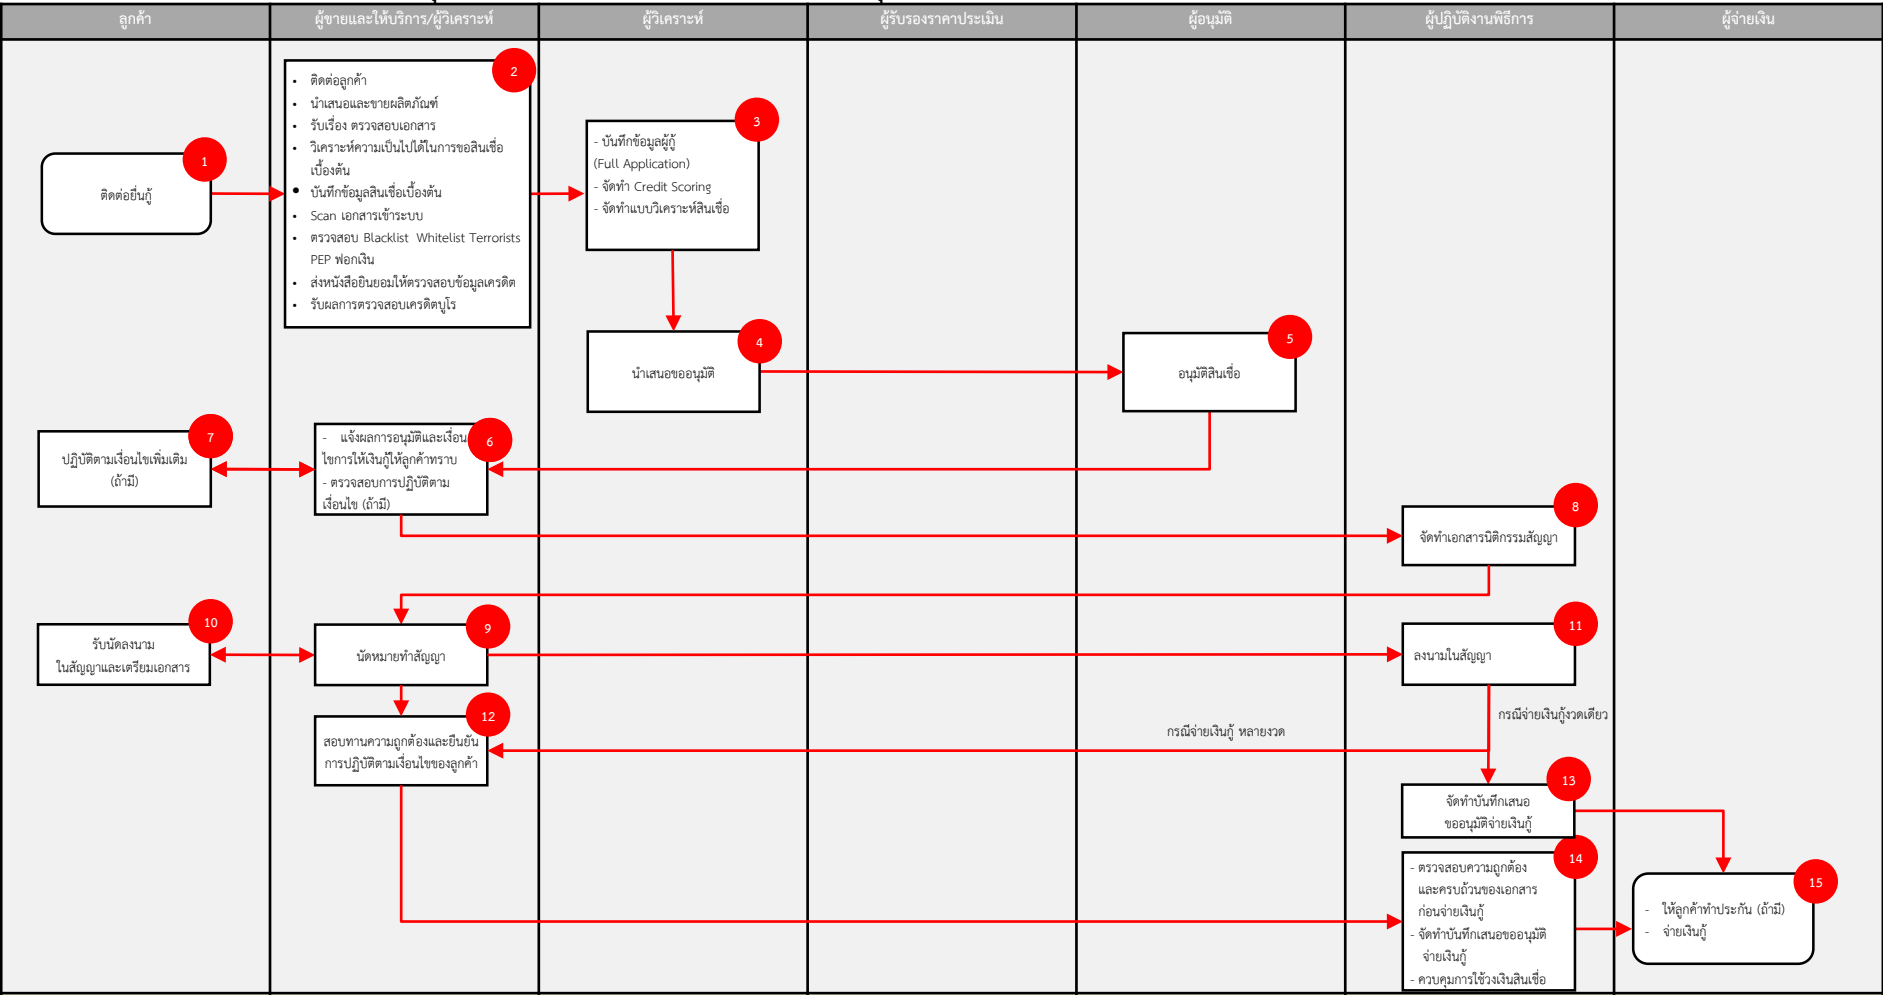 ลูกค้า
ผู้ขายและให้บริการ/ผู้วิเคราะห์
ผู้วิเคราะห์
ผู้รับรองราคาประเมิน
ผู้อนุมัติ
ผู้ปฏิบัติงานพิธีการ
ผู้จ่ายเงิน
1
ติดต่อยื่นกู้
2
• ติดต่อลูกค้า
• นำเสนอและขายผลิตภัณฑ์
• รับเรื่อง ตรวจสอบเอกสาร
• วิเคราะห์ความเป็นไปได้ในการขอสินเชื่อ
เบื้องต้น
• บันทึกข้อมูลสินเชื่อเบื้องต้น
• Scan เอกสารเข้าระบบ
• ตรวจสอบ Blacklist Whitelist Terrorists
PEP ฟอกเงิน
• ส่งหนังสือยินยอมให้ตรวจสอบข้อมูลเครดิต
• รับผลการตรวจสอบเครดิตบูโร
3
- บันทึกข้อมูลผู้กู้
(Full Application)
- จัดทำ Credit Scoring
- จัดทำแบบวิเคราะห์สินเชื่อ
4
นำเสนอขออนุมัติ
5
อนุมัติสินเชื่อ
6
- แจ้งผลการอนุมัติและเงื่อน
ไขการให้เงินกู้ให้ลูกค้าทราบ
- ตรวจสอบการปฏิบัติตาม
เงื่อนไข (ถ้ามี)
7
ปฏิบัติตามเงื่อนไขเพิ่มเติม
(ถ้ามี)
8
จัดทำเอกสารนิติกรรมสัญญา
9
นัดหมายทำสัญญา
10
รับนัดลงนาม
ในสัญญาและเตรียมเอกสาร
11
ลงนามในสัญญา
กรณีจ่ายเงินกู้งวดเดียว
กรณีจ่ายเงินกู้ หลายงวด
12
สอบทานความถูกต้องและยืนยัน
การปฏิบัติตามเงื่อนไขของลูกค้า
13
จัดทำบันทึกเสนอ
ขออนุมัติจ่ายเงินกู้
14
- ตรวจสอบความถูกต้อง
และครบถ้วนของเอกสาร
ก่อนจ่ายเงินกู้
- จัดทำบันทึกเสนอขออนุมัติ
จ่ายเงินกู้
- ควบคุมการใช้วงเงินสินเชื่อ
15
- ให้ลูกค้าทำประกัน (ถ้ามี)
- จ่ายเงินกู้